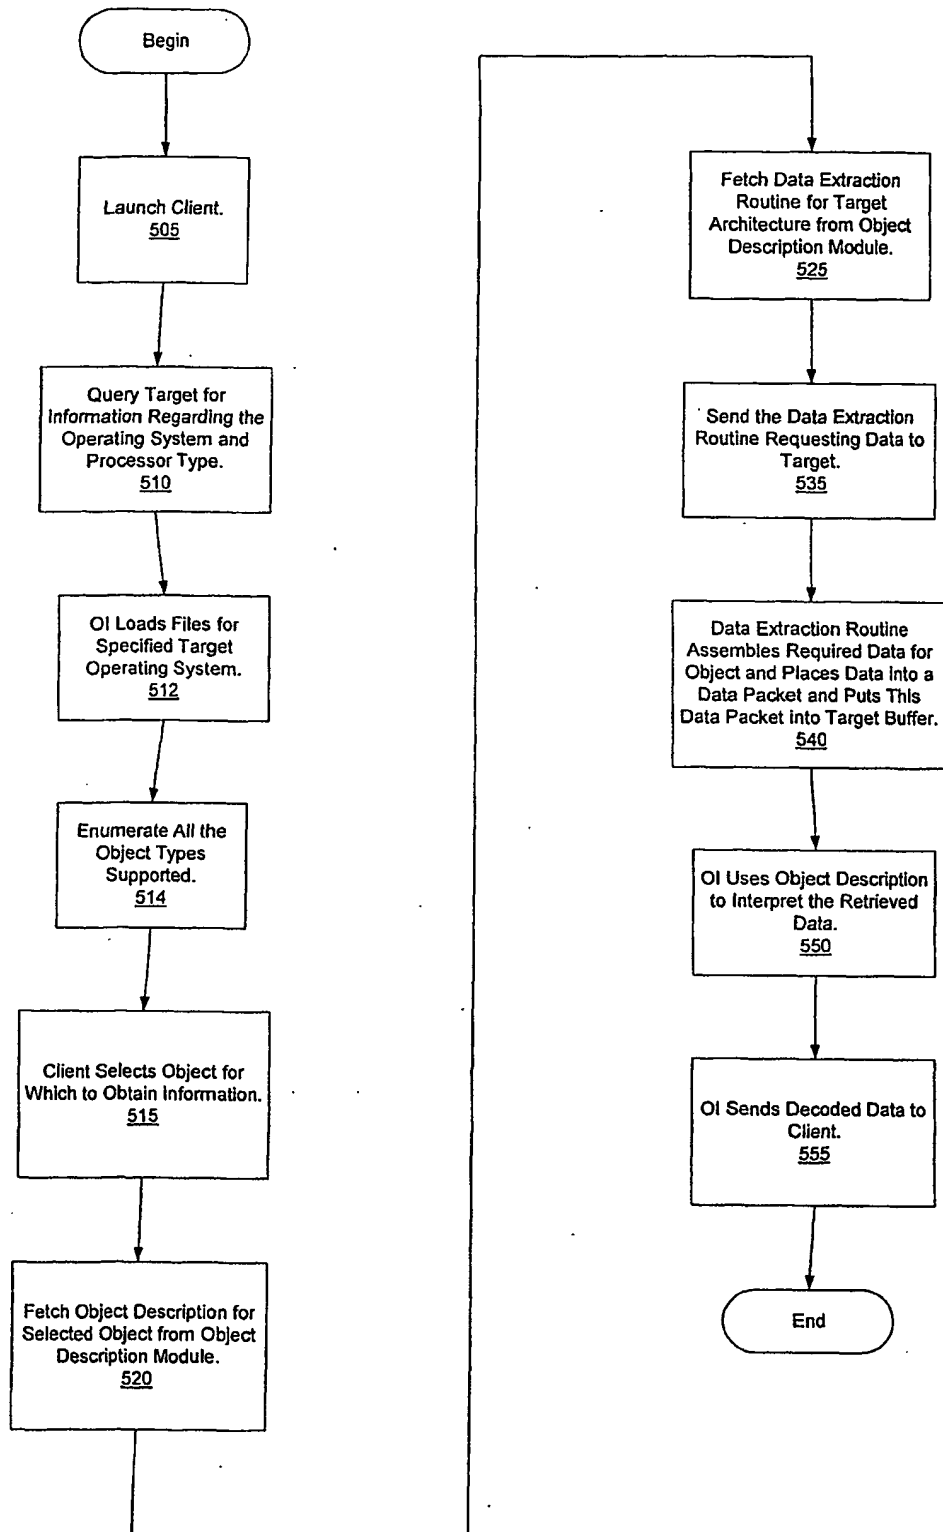 Begin
Launch Client.
505
Query Target for
Information Regarding the
Operating System and
Processor Type.
510
OI Loads Files for
Specified Target
Operating System.
512
Enumerate All the
Object Types
Supported.
514
Client Selects Object for
Which to Obtain Information.
515
Fetch Object Description for
Selected Object from Object
Description Module.
520
Fetch Data Extraction
Routine for Target
Architecture from Object
Description Module.
525
Send the Data Extraction
Routine Requesting Data to
Target.
535
Data Extraction Routine
Assembles Required Data for
Object and Places Data into a
Data Packet and Puts This
Data Packet into Target Buffer.
540
OI Uses Object Description
to Interpret the Retrieved
Data.
550
OI Sends Decoded Data to
Client.
555
End